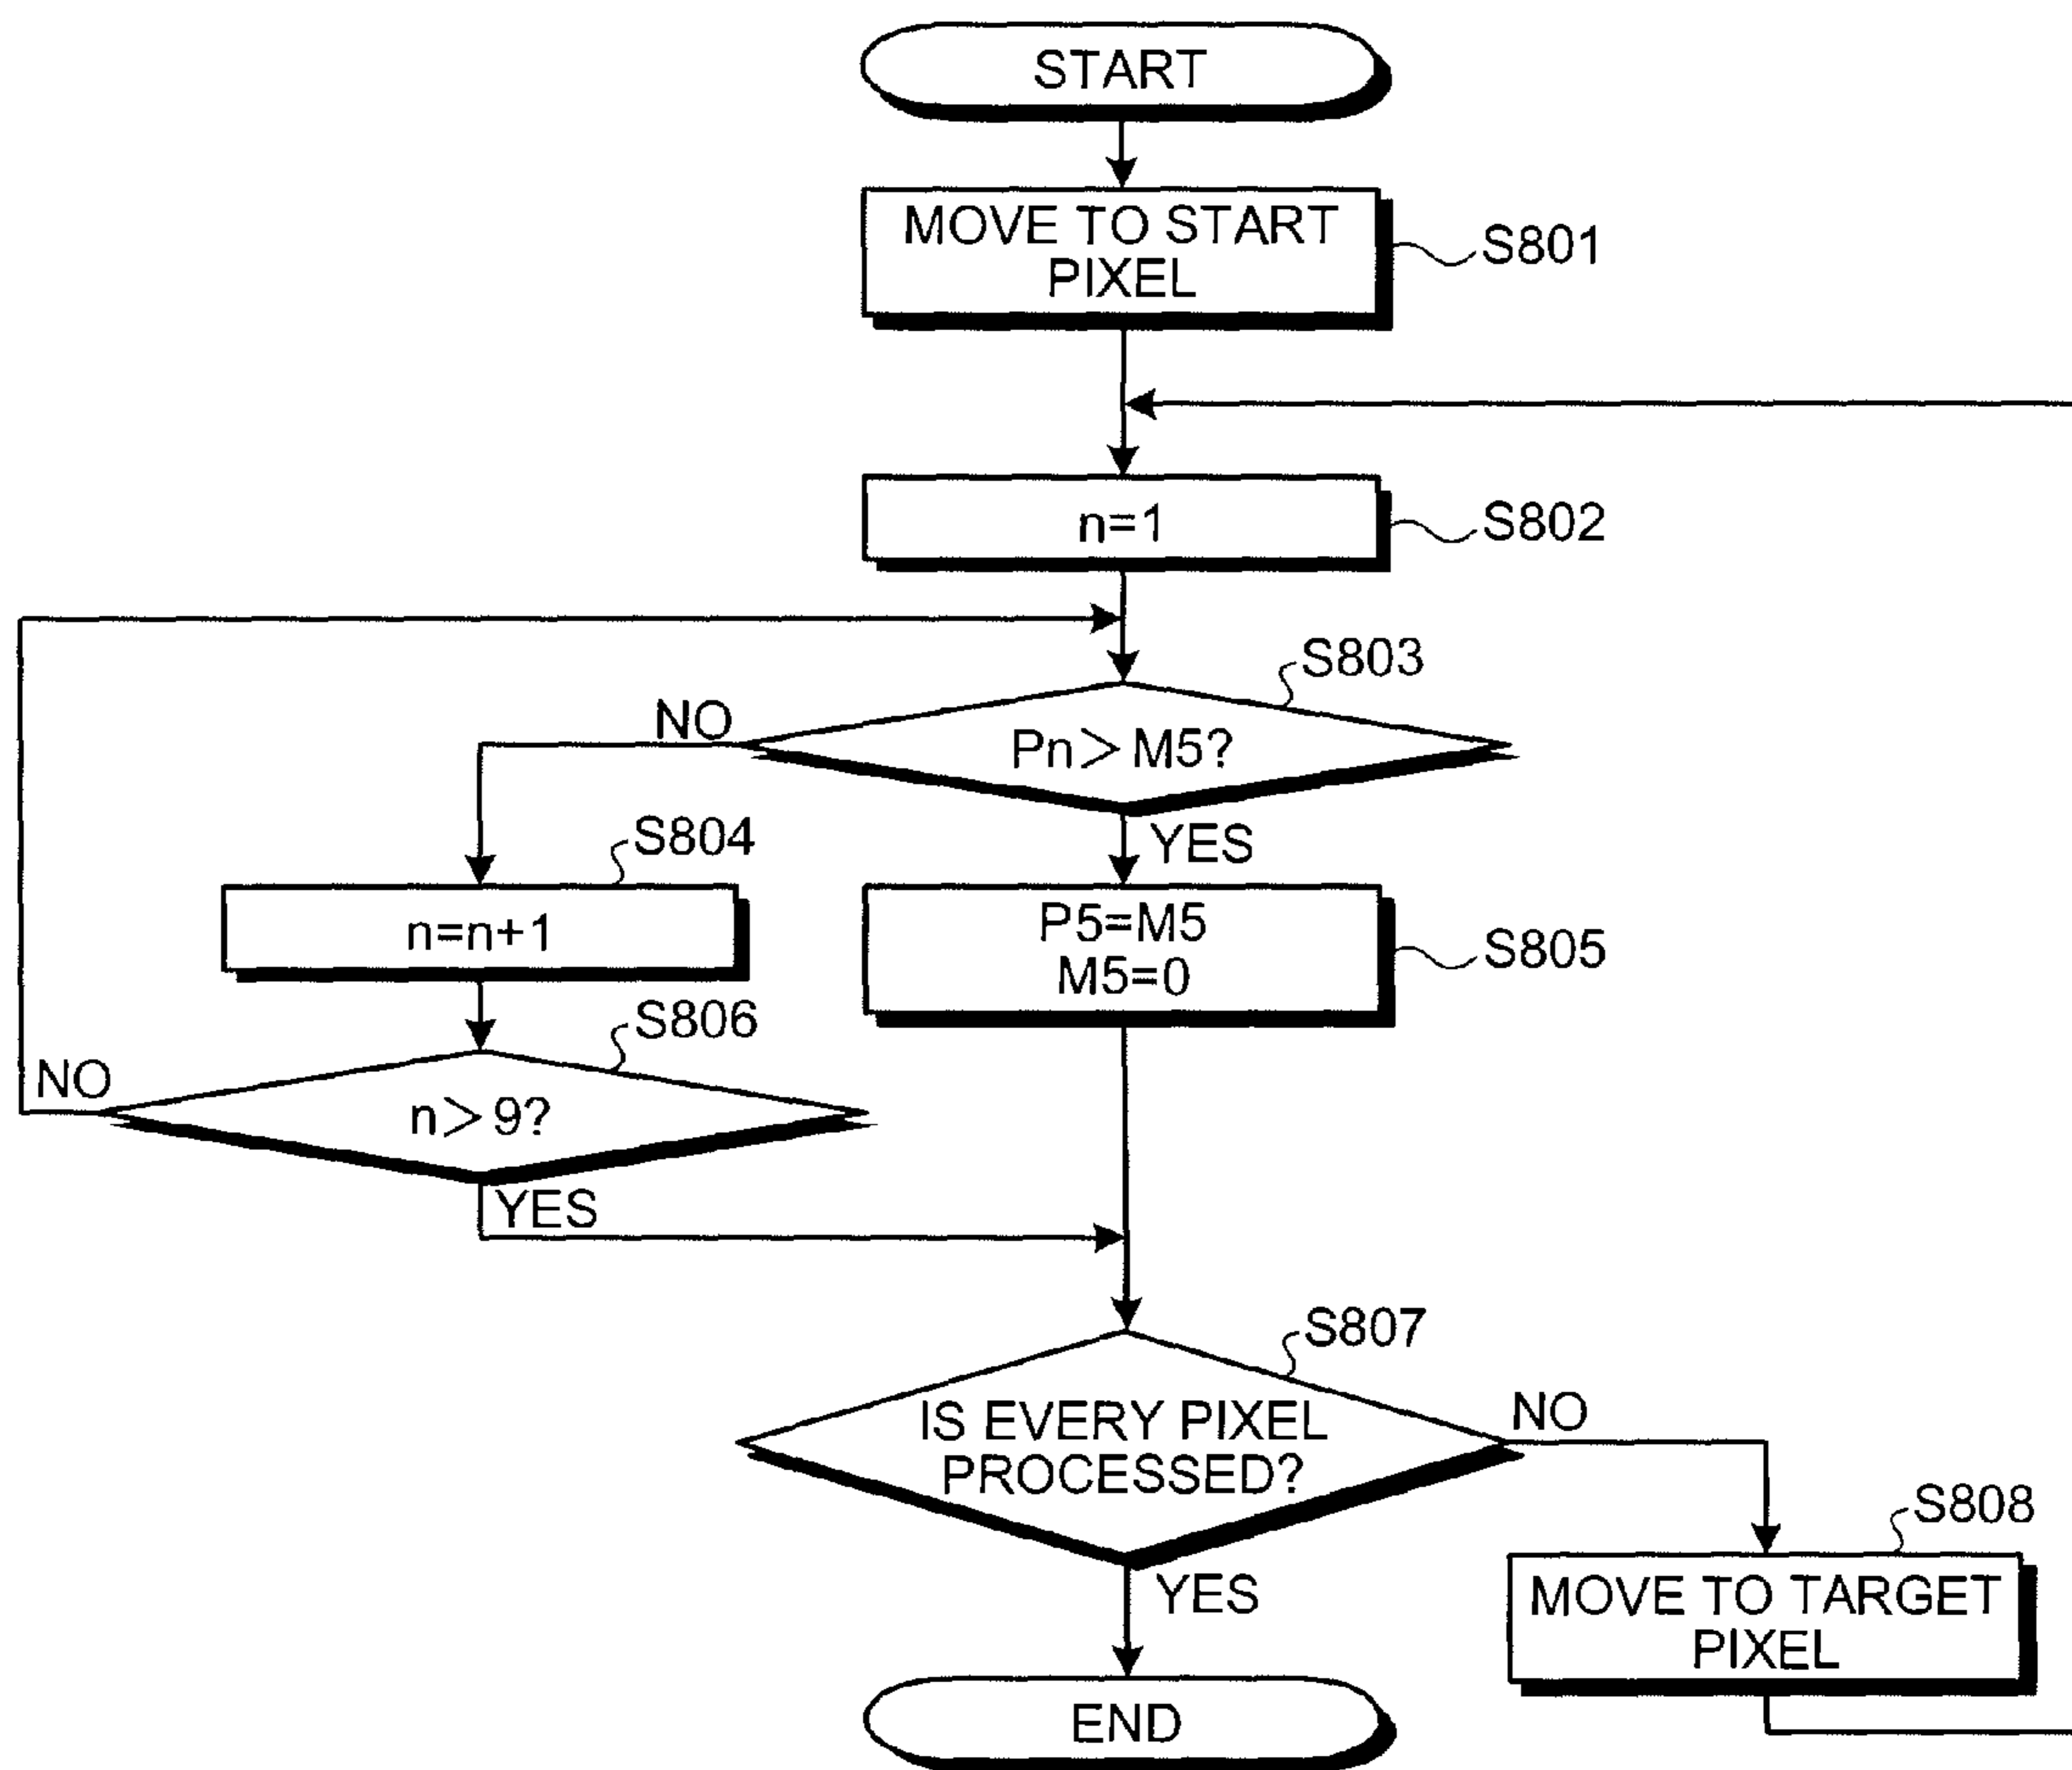 START
MOVE TO START
PIXEL
S801
n=1
S802
S803
NO
Pn＞M5?
YES
S804
n=n+1
P5=M5
M5=0
S805
S806
NO
n＞9?
YES
S807
IS EVERY PIXEL
PROCESSED?
NO
S808
YES
MOVE TO TARGET
PIXEL
END